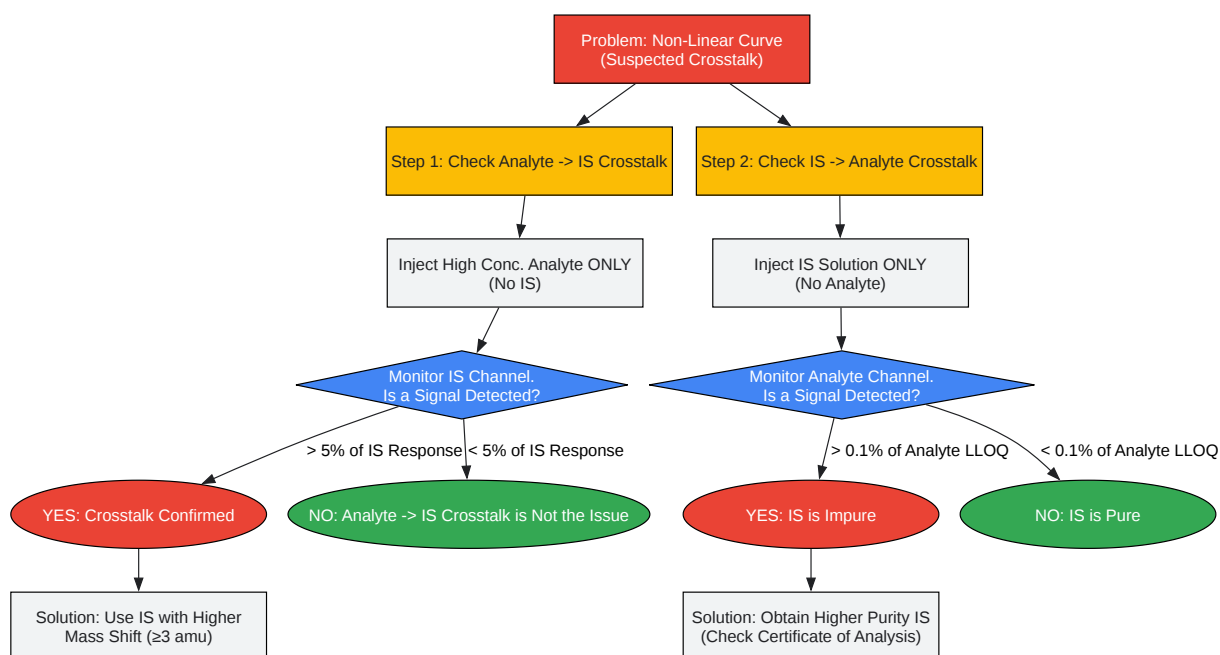 Problem: Non-Linear Curve
(Suspected Crosstalk)
Step 1: Check Analyte -> IS Crosstalk
Step 2: Check IS -> Analyte Crosstalk
Inject High Conc. Analyte ONLY
(No IS)
Inject IS Solution ONLY
(No Analyte)
Monitor IS Channel.
Is a Signal Detected?
Monitor Analyte Channel.
Is a Signal Detected?
> 5% of IS Response
< 5% of IS Response
> 0.1% of Analyte LLOQ
< 0.1% of Analyte LLOQ
YES: Crosstalk Confirmed
NO: Analyte -> IS Crosstalk is Not the Issue
YES: IS is Impure
NO: IS is Pure
Solution: Use IS with Higher
Mass Shift (≥3 amu)
Solution: Obtain Higher Purity IS
(Check Certificate of Analysis)